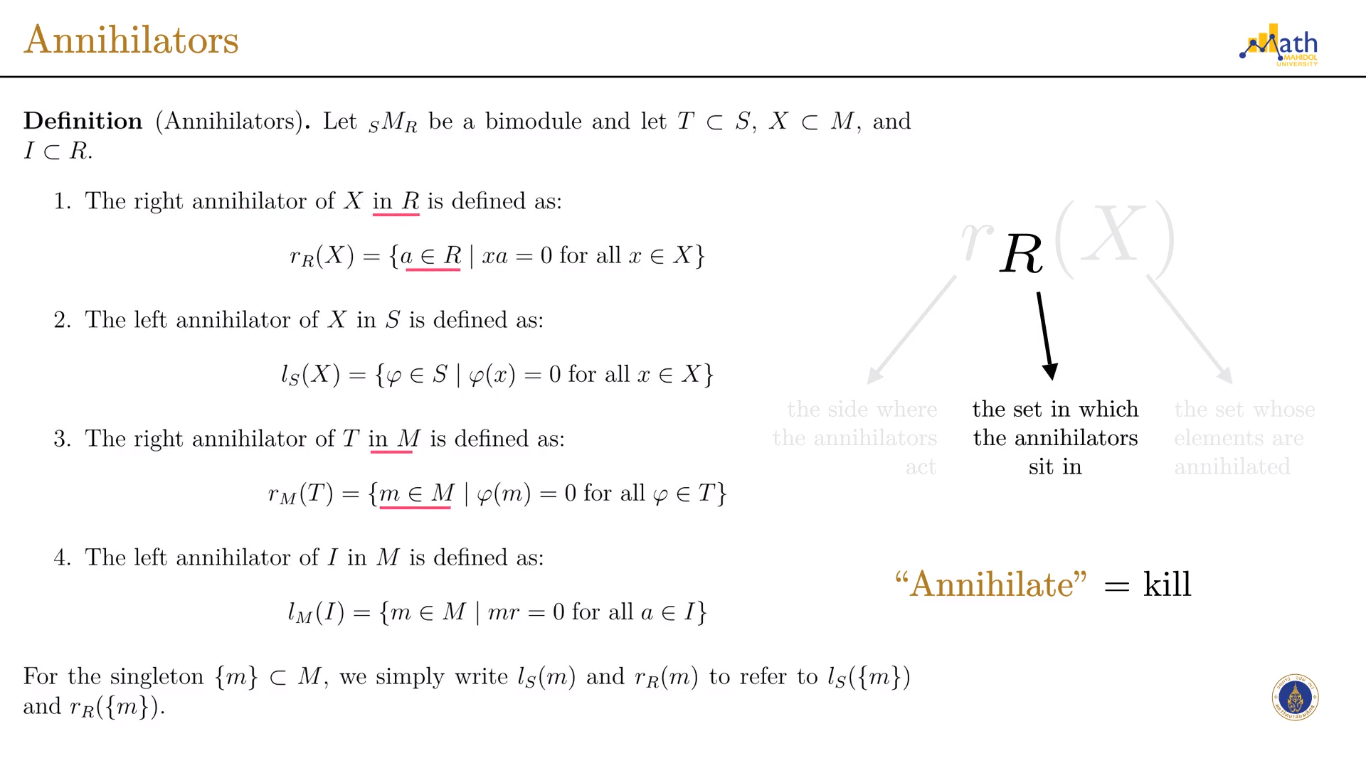 Annihilators
Math
MAHIDOL
UNIVERSITY
Definition (Annihilators). Let $_SM_R$ be a bimodule and let $T \subset S$, $X \subset M$, and
$I \subset R$.
1. The right annihilator of $X$ in $R$ is defined as:
$r_R(X) = \{a \in R \mid xa = 0 \text{ for all } x \in X\}$
2. The left annihilator of $X$ in $S$ is defined as:
$l_S(X) = \{\varphi \in S \mid \varphi(x) = 0 \text{ for all } x \in X\}$
3. The right annihilator of $T$ in $M$ is defined as:
$r_M(T) = \{m \in M \mid \varphi(m) = 0 \text{ for all } \varphi \in T\}$
4. The left annihilator of $I$ in $M$ is defined as:
$l_M(I) = \{m \in M \mid mr = 0 \text{ for all } a \in I\}$
For the singleton $\{m\} \subset M$, we simply write $l_S(m)$ and $r_R(m)$ to refer to $l_S(\{m\})$
and $r_R(\{m\})$.
$r_R(X)$
the side where
the annihilators
act
the set in which
the annihilators
sit in
the set whose
elements are
annihilated
“Annihilate” = kill